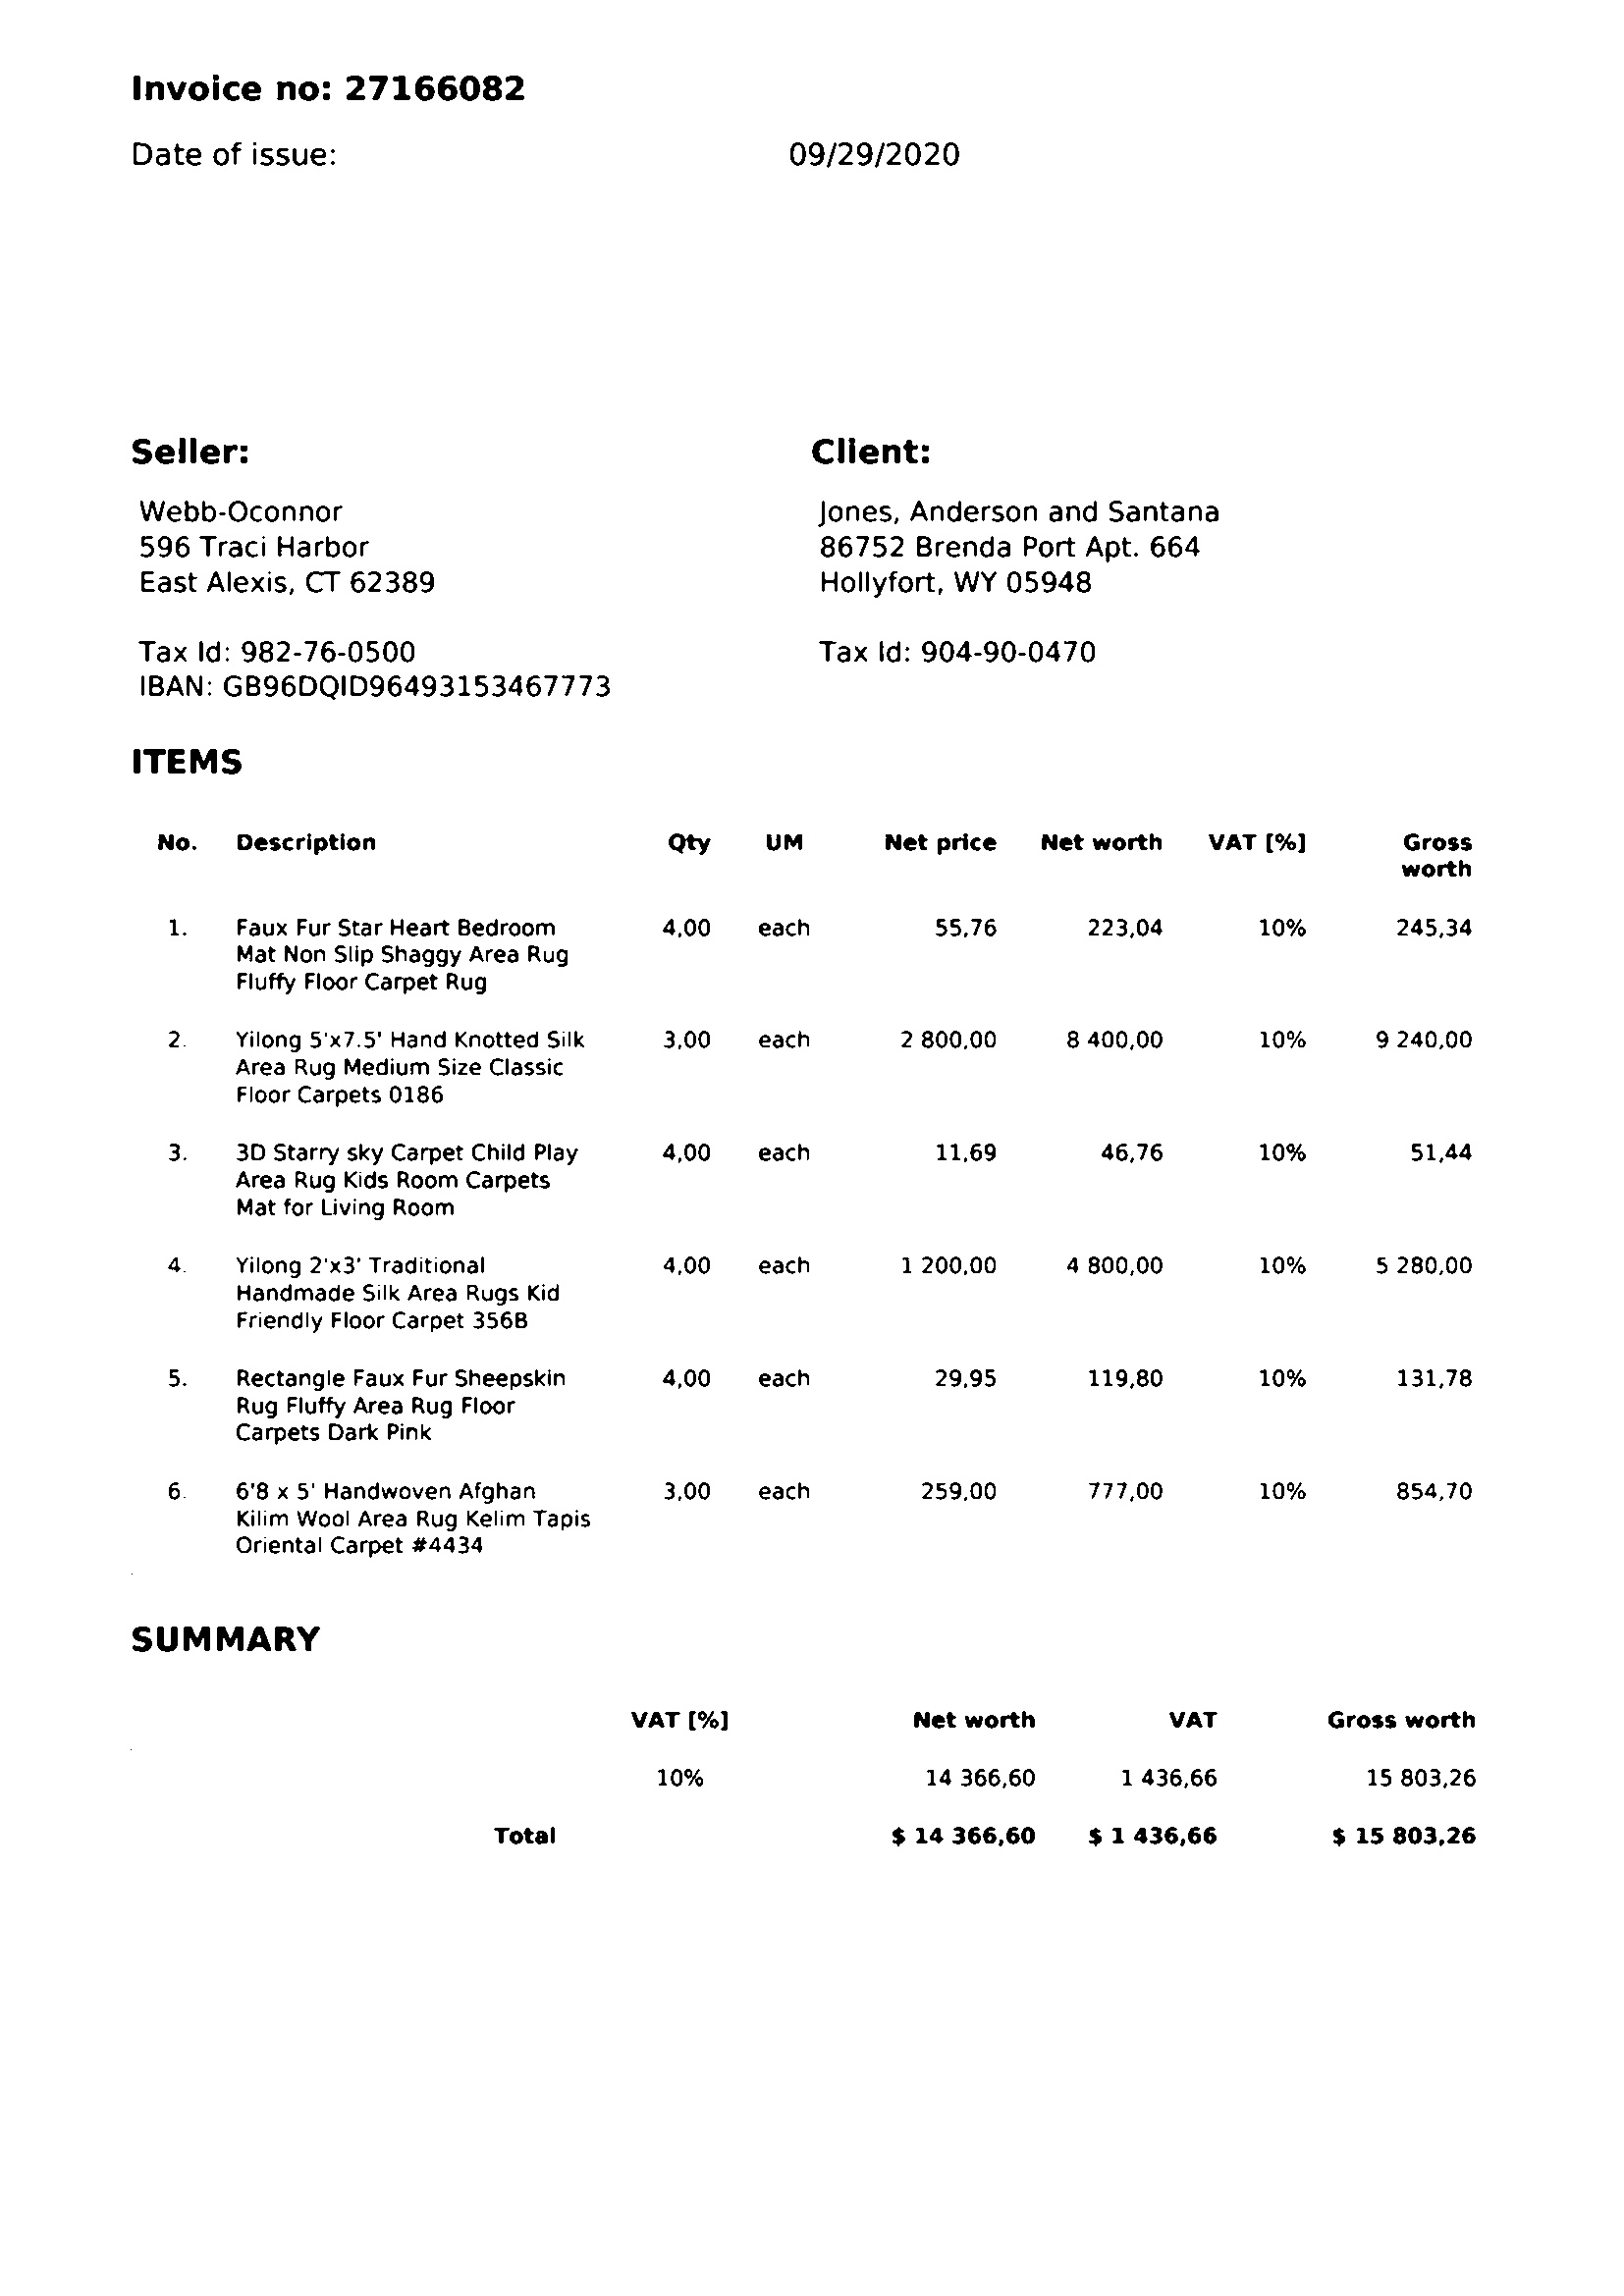 Invoice no: 27166082
Date of issue: 09/29/2020
Seller: Client:
Webb-Oconnor Jones, Anderson and Santana
596 Traci Harbor 86752 Brenda Port Apt. 664
East Alexis, CT 62389 Hollyfort, WY 05948
Tax Id: 982-76-0500 Tax Id: 904-90-0470
IBAN: GB96DQID96493153467773
ITEMS
No. Description Qty UM Net price Net worth VAT [%] Gross
worth
1. Faux Fur Star Heart Bedroom 4,00 each 55,76 223,04 10% 245,34
Mat Non Slip Shaggy Area Rug
Fluffy Floor Carpet Rug
2. Yilong 5'x7.5' Hand Knotted Silk 3,00 each 2 800,00 8 400,00 10% 9 240,00
Area Rug Medium Size Classic
Floor Carpets 0186
3. 3D Starry sky Carpet Child Play 4,00 each 11,69 46,76 10% 51,44
Area Rug Kids Room Carpets
Mat for Living Room
4. Yilong 2'x3' Traditional 4,00 each 1 200,00 4 800,00 10% 5 280,00
Handmade Silk Area Rugs Kid
Friendly Floor Carpet 356B
5. Rectangle Faux Fur Sheepskin 4,00 each 29,95 119,80 10% 131,78
Rug Fluffy Area Rug Floor
Carpets Dark Pink
6. 6'8 x 5' Handwoven Afghan 3,00 each 259,00 777,00 10% 854,70
Kilim Wool Area Rug Kelim Tapis
Oriental Carpet #4434
SUMMARY
VAT [%] Net worth VAT Gross worth
10% 14 366,60 1 436,66 15 803,26
Total $ 14 366,60 $ 1 436,66 $ 15 803,26